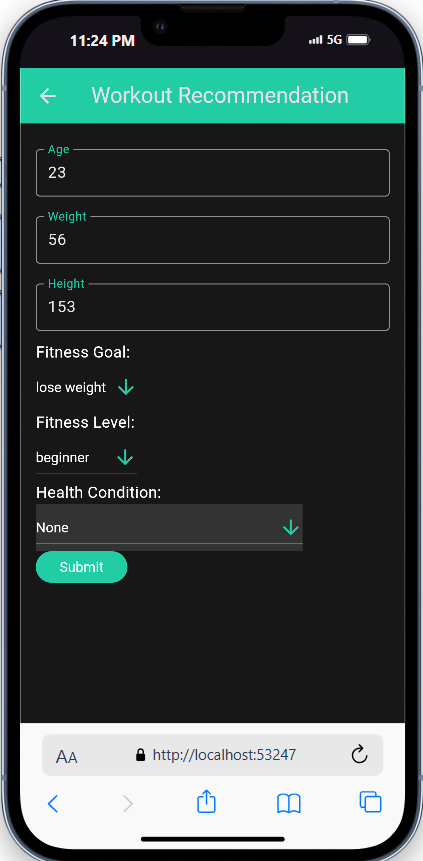 11:24 PM 5G
Workout Recommendation
Age
23
Weight
56
Height
153
Fitness Goal:
lose weight
Fitness Level:
beginner
Health Condition:
None
Submit
AA http://localhost:53247